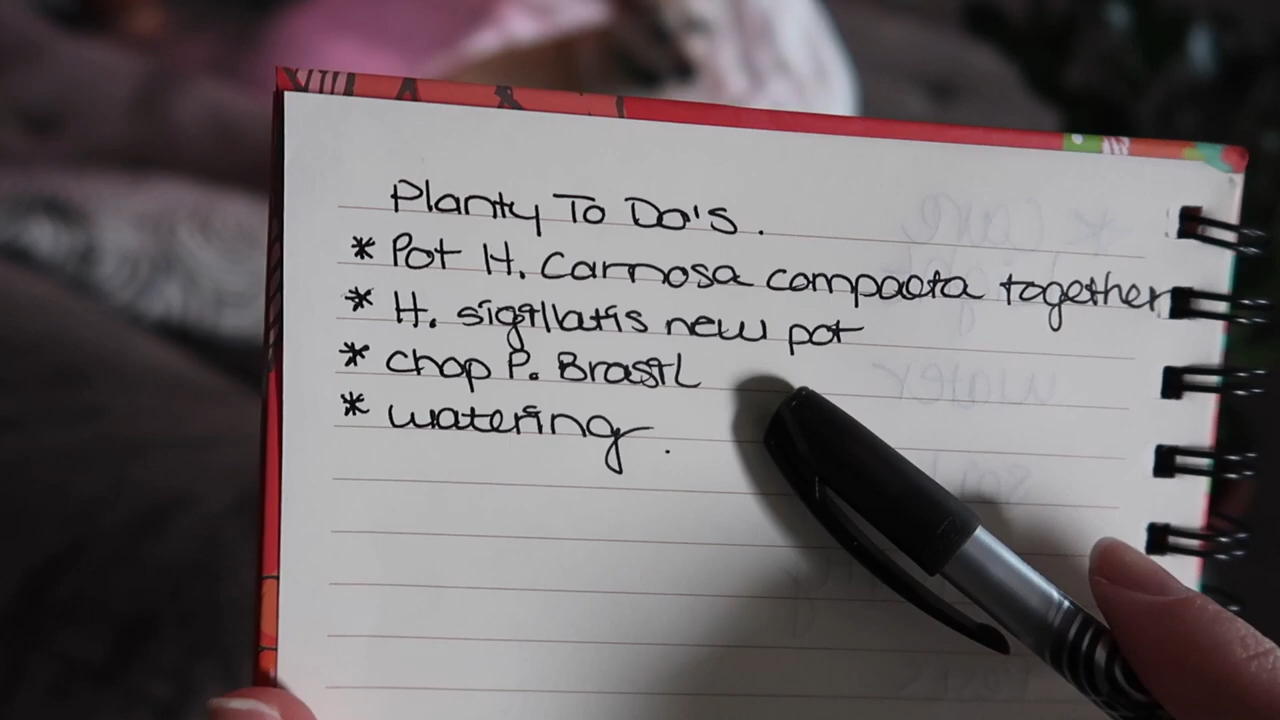 Planty To Do's.
* Pot H. Carnosa compacta together
* H. sigillatis new pot
* Chop P. Brasil
* watering.